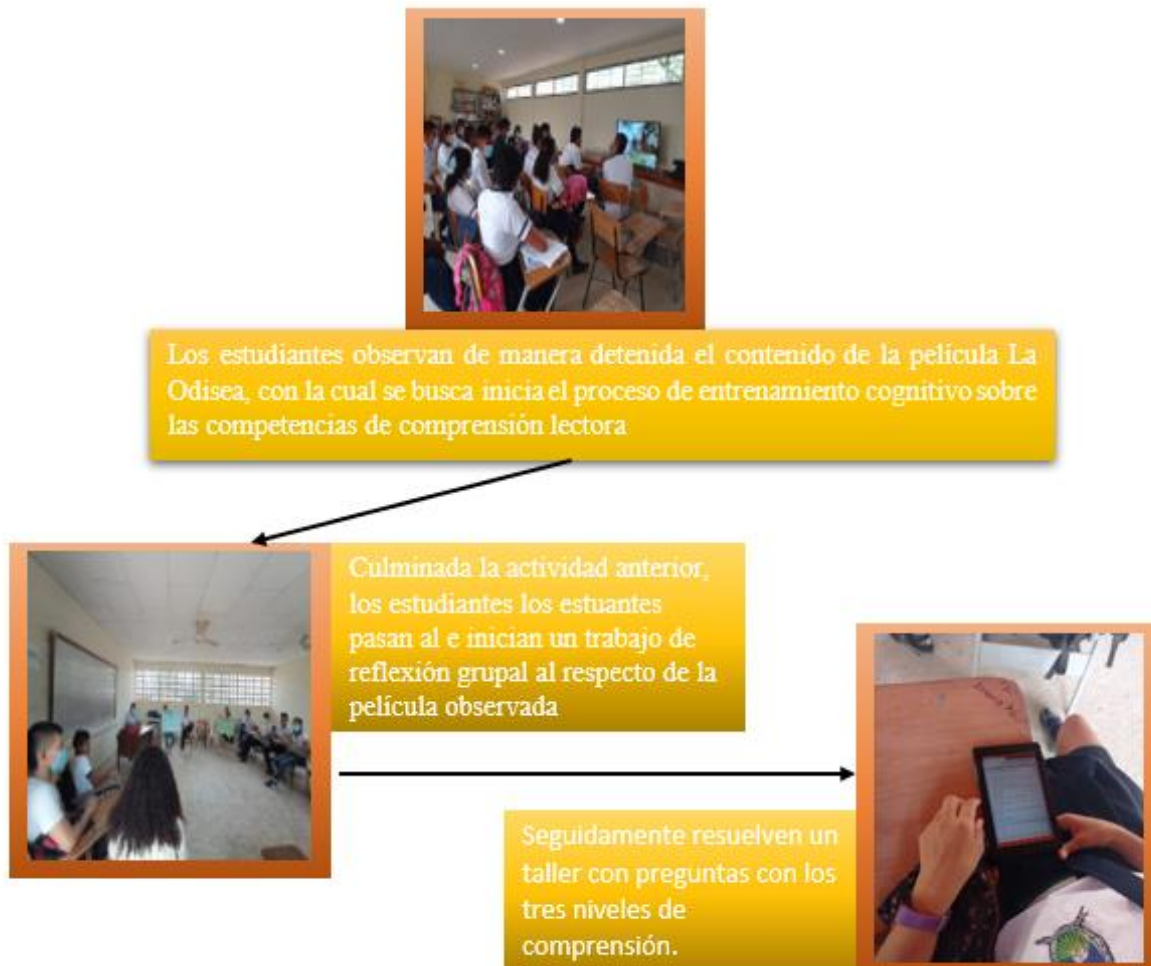 Los estudiantes observan de manera detenida el contenido de la película La
Odisea, con la cual se busca inicia el proceso de entrenamiento cognitivo sobre
las competencias de comprensión lectora
Culminada la actividad anterior,
los estudiantes los estuantes
pasan al e inician un trabajo de
reflexión grupal al respecto de la
película observada
Seguidamente resuelven un
taller con preguntas con los
tres niveles de
comprensión.